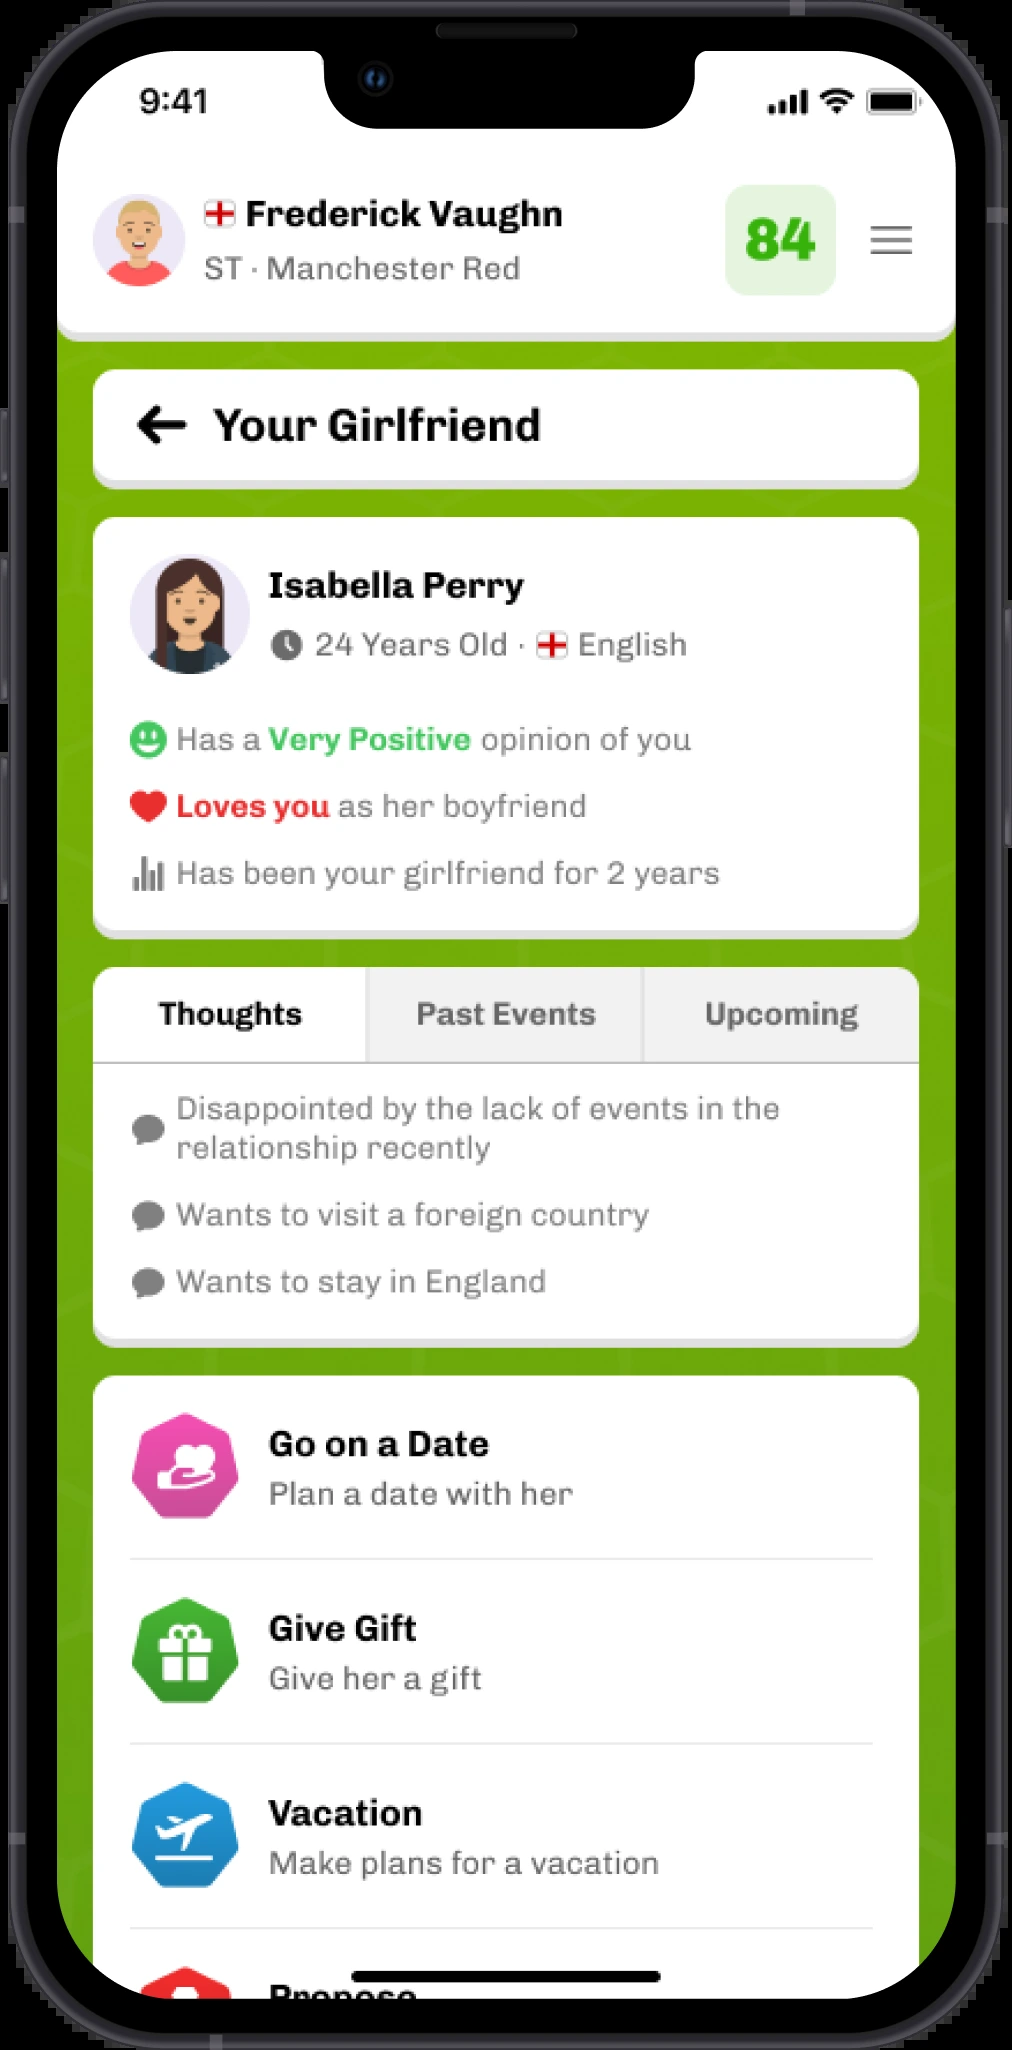 9:41
Frederick Vaughn
ST · Manchester Red
84
Your Girlfriend
Isabella Perry
24 Years Old · English
Has a Very Positive opinion of you
Loves you as her boyfriend
Has been your girlfriend for 2 years
Thoughts Past Events Upcoming
Disappointed by the lack of events in the
relationship recently
Wants to visit a foreign country
Wants to stay in England
Go on a Date
Plan a date with her
Give Gift
Give her a gift
Vacation
Make plans for a vacation
Propose